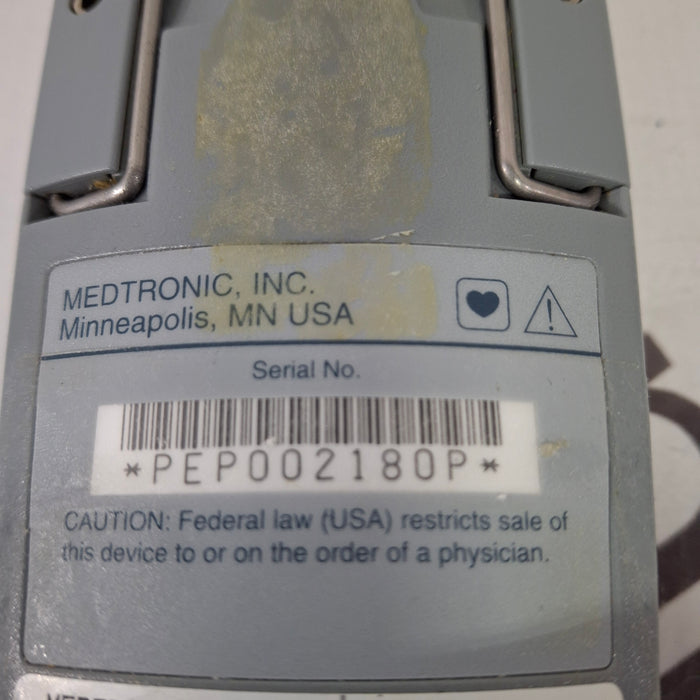 MEDTRONIC, INC.
Minneapolis, MN USA
Serial No.
*PEP002180P*
CAUTION: Federal law (USA) restricts sale of
this device to or on the order of a physician.